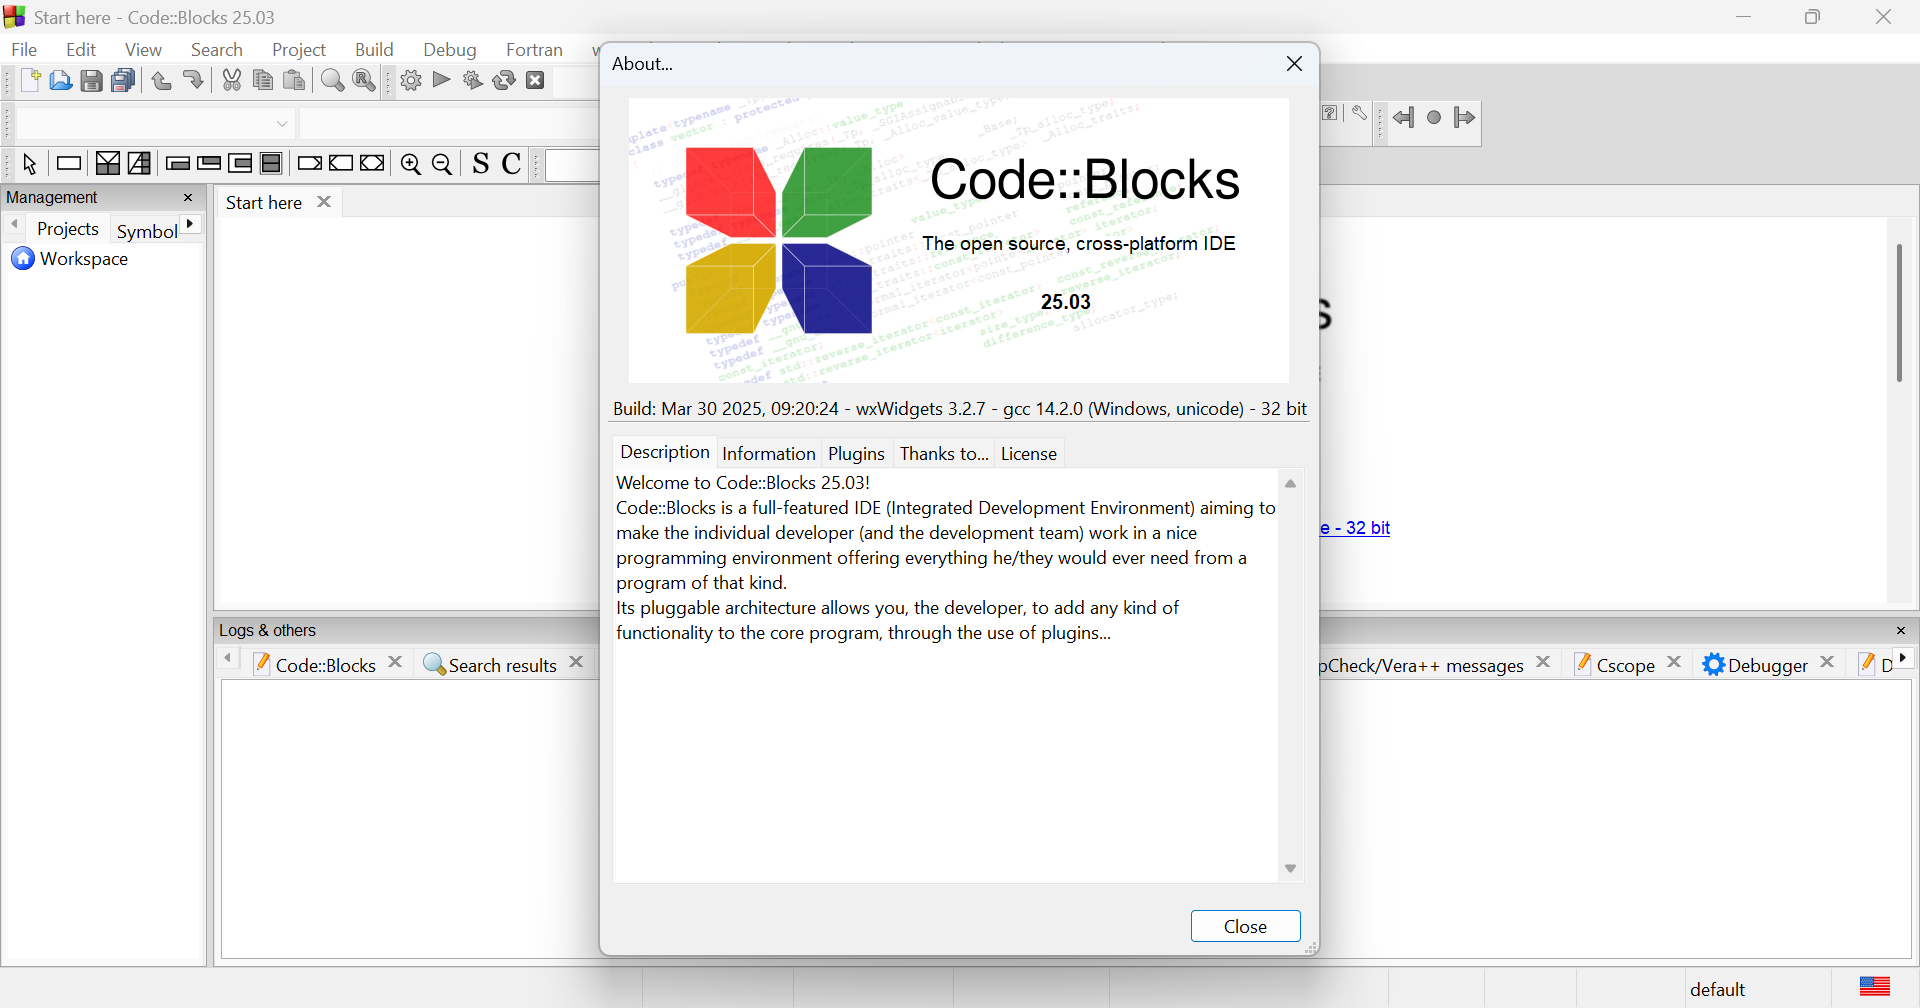 Start here - Code::Blocks 25.03
File Edit View Search Project Build Debug Fortran
About...
Code::Blocks
The open source, cross-platform IDE
25.03
S C
Management
Projects Symbol
Workspace
Start here
Build: Mar 30 2025, 09:20:24 - wxWidgets 3.2.7 - gcc 14.2.0 (Windows, unicode) - 32 bit
Description Information Plugins Thanks to... License
Welcome to Code::Blocks 25.03!
Code::Blocks is a full-featured IDE (Integrated Development Environment) aiming to
make the individual developer (and the development team) work in a nice
programming environment offering everything he/they would ever need from a
program of that kind.
Its pluggable architecture allows you, the developer, to add any kind of
functionality to the core program, through the use of plugins...
e - 32 bit
Logs & others
Code::Blocks Search results pCheck/Vera++ messages Cscope Debugger D
Close
default